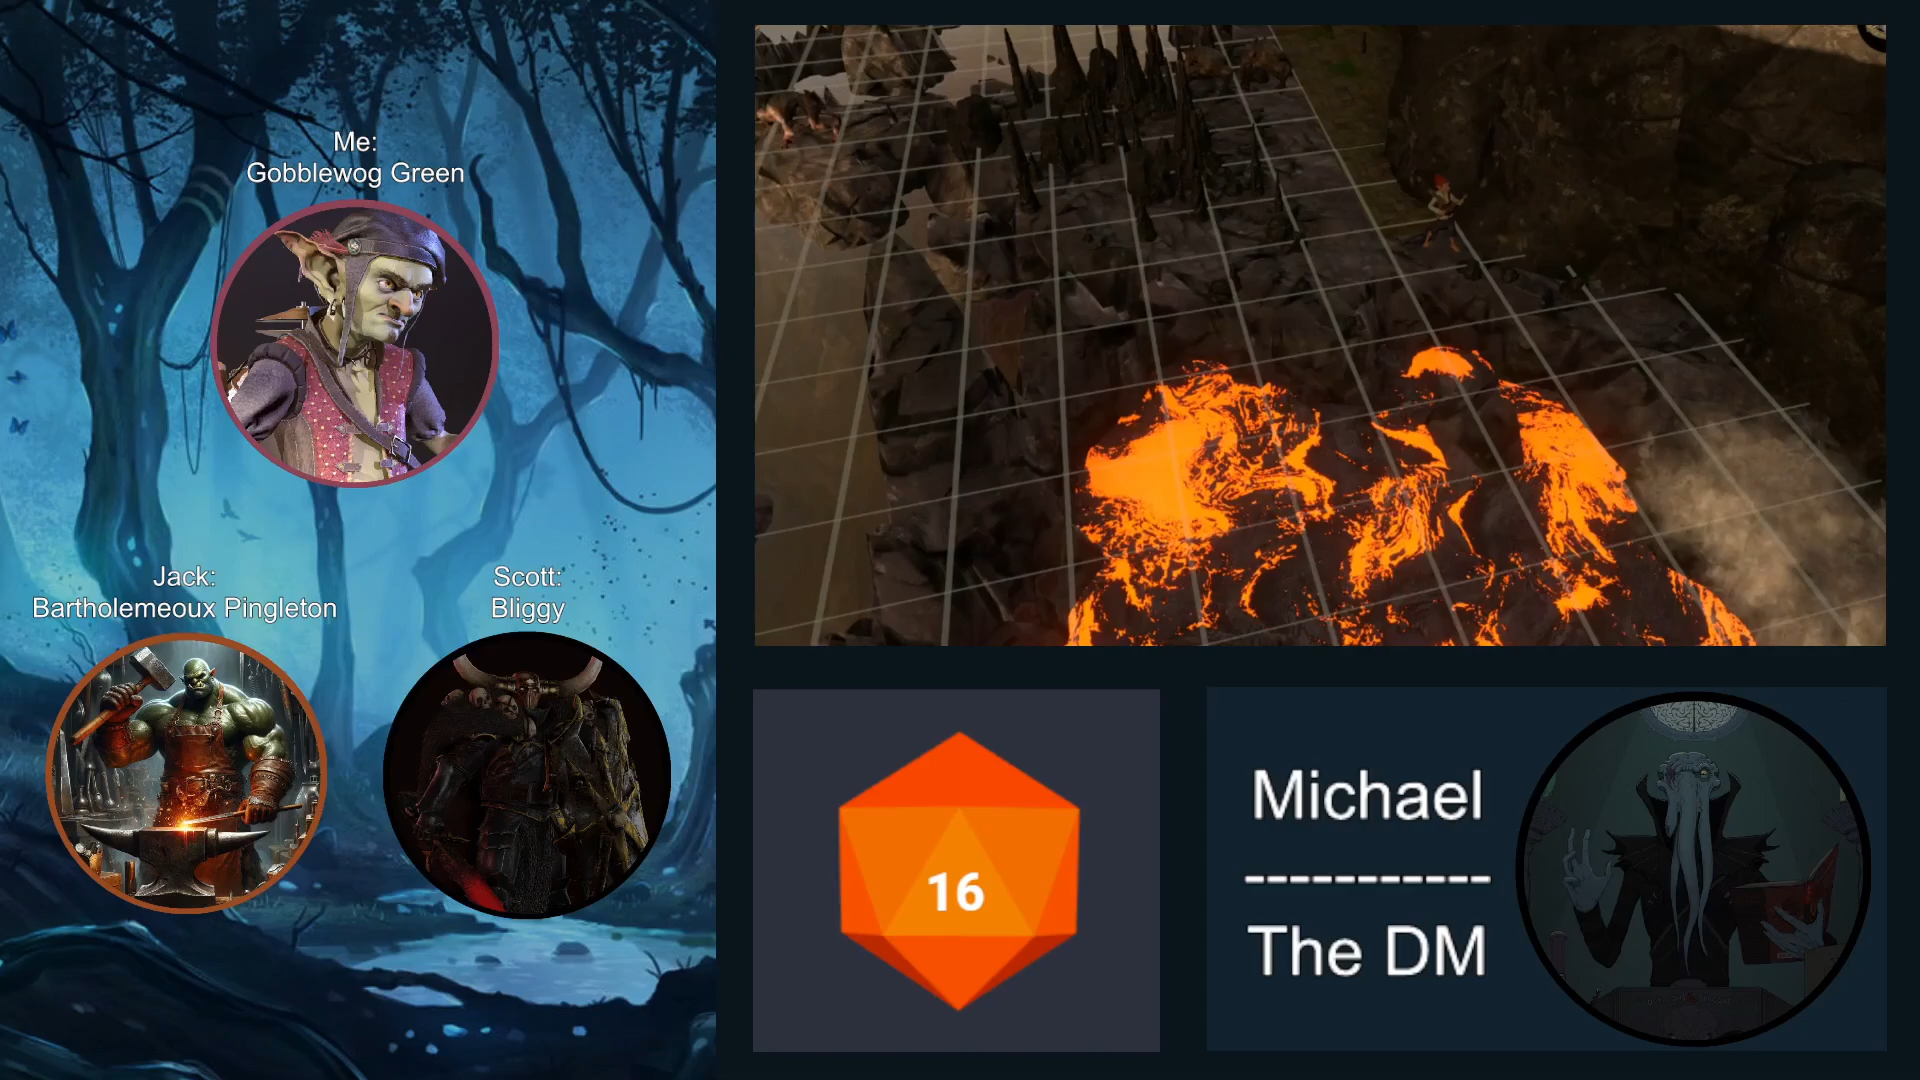 Me:
Gobblewog Green
Jack:
Bartholemeoux Pingleton
Scott:
Bliggy
16
Michael
-----------
The DM